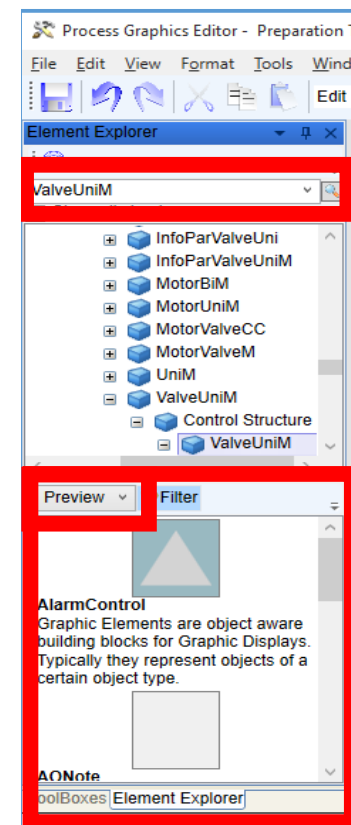 Process Graphics Editor - Preparation
File Edit View Format Tools Wind
Edit
Element Explorer
ValveUniM
InfoParValveUni
InfoParValveUniM
MotorBiM
MotorUniM
MotorValveCC
MotorValveM
UniM
ValveUniM
Control Structure
ValveUniM
Preview Filter
AlarmControl
Graphic Elements are object aware
building blocks for Graphic Displays.
Typically they represent objects of a
certain object type.
AONote
oolBoxes Element Explorer